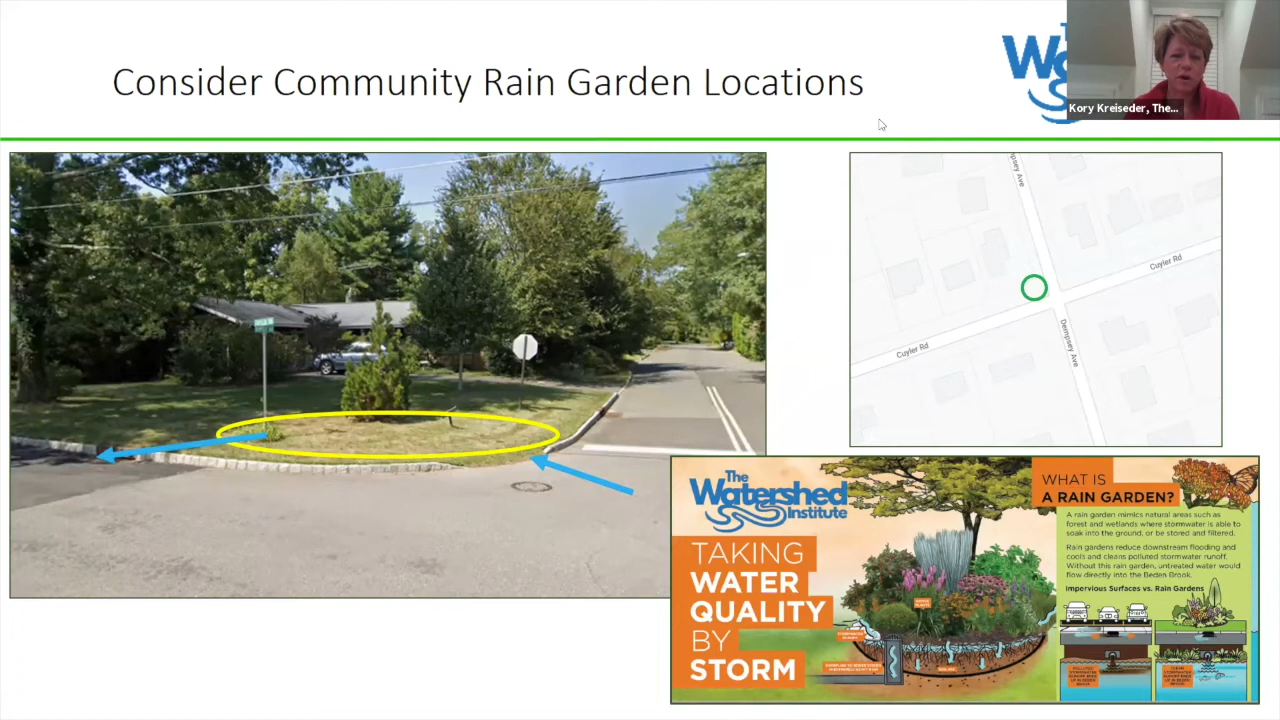 Consider Community Rain Garden Locations
Kory Kreiseder, The...
Cuyler Rd
Cuyler Rd
Dempsey Ave
The
Watershed
Institute
TAKING
WATER
QUALITY
BY
STORM
WHAT IS
A RAIN GARDEN?
A rain garden mimics natural areas such as
forest and wetlands where stormwater is able to
soak into the ground, or be stored and filtered.
Rain gardens reduce downstream flooding and
cools and cleans polluted stormwater runoff.
Without this rain garden, untreated water would
flow directly into the Beden Brook.
Impervious Surfaces vs. Rain Gardens